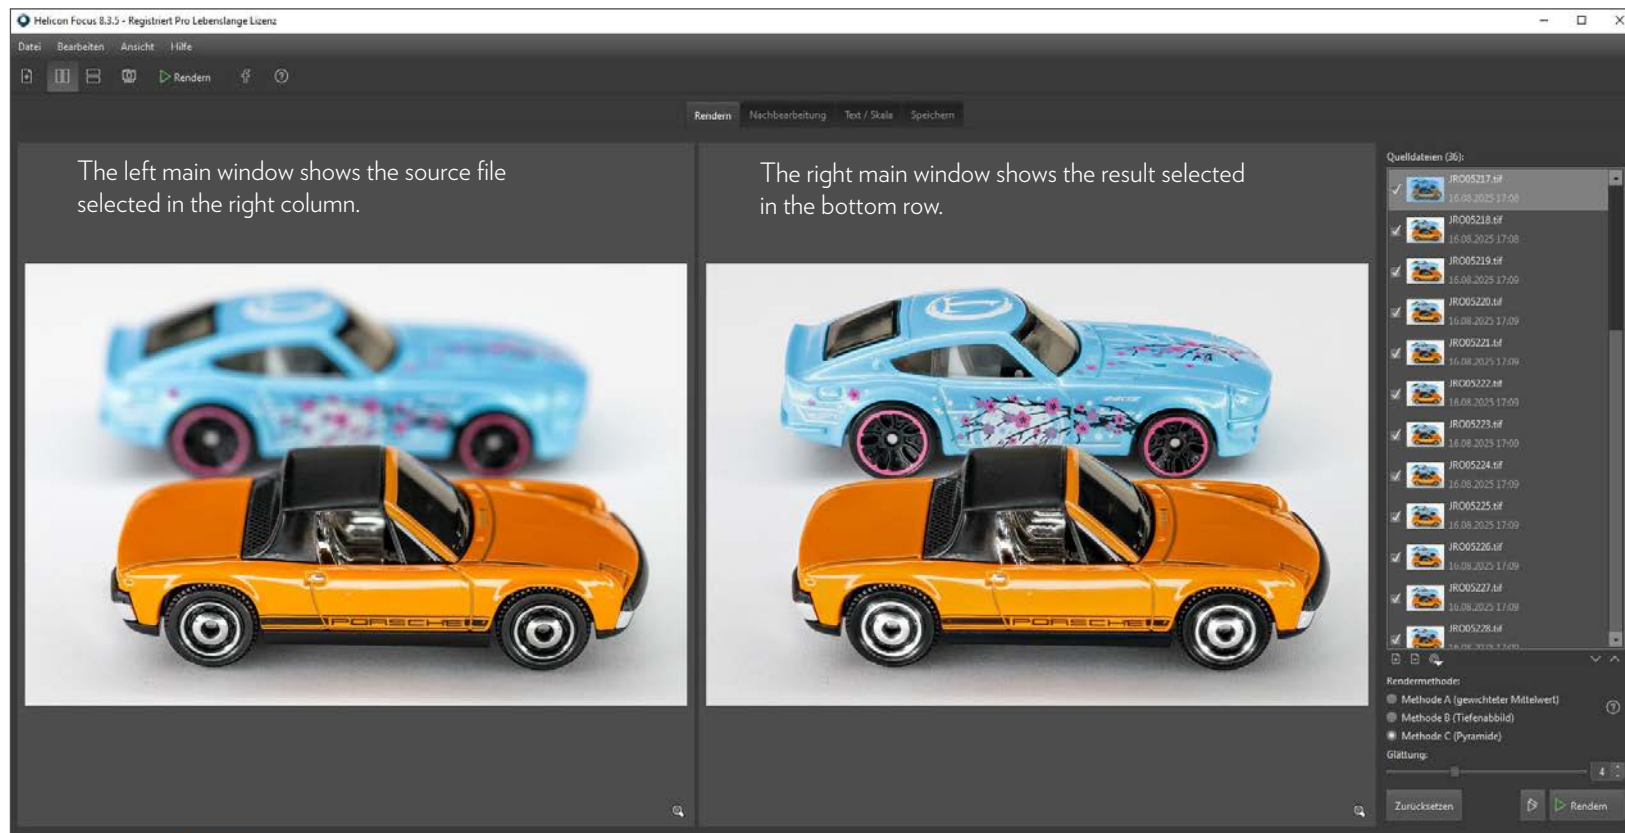 Helicon Focus 8.3.5 - Registriert Pro Lebenslange Lizenz
Datei Bearbeiten Ansicht Hilfe
Rendern
Rendern Nachbearbeitung Text / Skala Speichern
The left main window shows the source file
selected in the right column.
The right main window shows the result selected
in the bottom row.
Quelldateien (36):
JRO05217.tif
16.08.2025 17:08
JRO05218.tif
16.08.2025 17:08
JRO05219.tif
16.08.2025 17:09
JRO05220.tif
16.08.2025 17:09
JRO05221.tif
16.08.2025 17:09
JRO05222.tif
16.08.2025 17:09
JRO05223.tif
16.08.2025 17:09
JRO05224.tif
16.08.2025 17:09
JRO05225.tif
16.08.2025 17:09
JRO05226.tif
16.08.2025 17:09
JRO05227.tif
16.08.2025 17:09
JRO05228.tif
PORSCHE
PORSCHE
Rendermethode:
Methode A (gewichteter Mittelwert)
Methode B (Tiefenabbild)
Methode C (Pyramide)
Glättung:
4
Zurücksetzen
Rendern